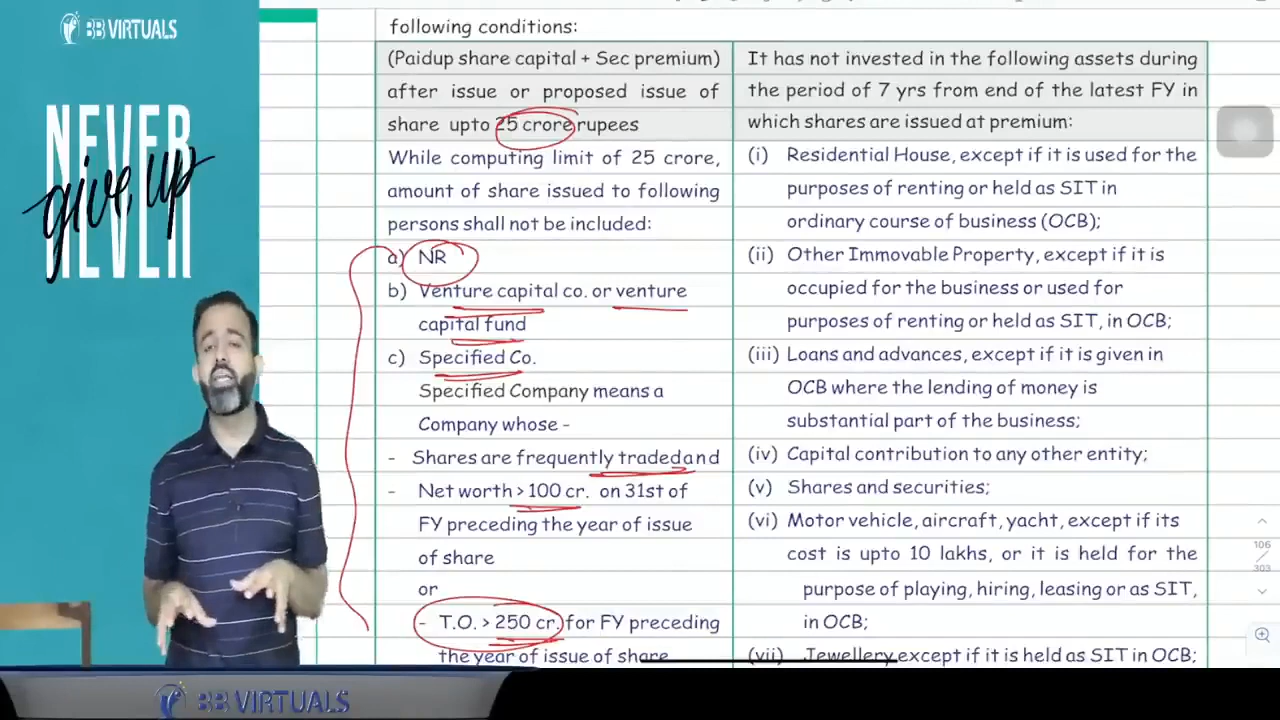 BB VIRTUALS
NEVER
give up
NEVER
following conditions:
(Paidup share capital + Sec premium)
after issue or proposed issue of
share upto 25 crore rupees
While computing limit of 25 crore,
amount of share issued to following
persons shall not be included:
a) NR
b) Venture capital co. or venture
capital fund
c) Specified Co.
Specified Company means a
Company whose -
- Shares are frequently traded and
- Net worth > 100 cr. on 31st of
FY preceding the year of issue
of share
or
- T.O. > 250 cr. for FY preceding
the year of issue of share
It has not invested in the following assets during
the period of 7 yrs from end of the latest FY in
which shares are issued at premium:
(i) Residential House, except if it is used for the
purposes of renting or held as SIT in
ordinary course of business (OCB);
(ii) Other Immovable Property, except if it is
occupied for the business or used for
purposes of renting or held as SIT, in OCB;
(iii) Loans and advances, except if it is given in
OCB where the lending of money is
substantial part of the business;
(iv) Capital contribution to any other entity;
(v) Shares and securities;
(vi) Motor vehicle, aircraft, yacht, except if its
cost is upto 10 lakhs, or it is held for the
purpose of playing, hiring, leasing or as SIT,
in OCB;
(vii) Jewellery except if it is held as SIT in OCB;
106
303
BB VIRTUALS